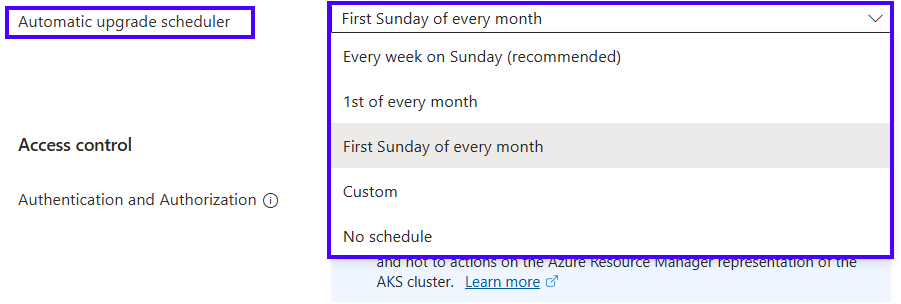 Automatic upgrade scheduler
First Sunday of every month
Every week on Sunday (recommended)
1st of every month
First Sunday of every month
Custom
No schedule
Access control
Authentication and Authorization
and not to actions on the Azure Resource Manager representation of the
AKS cluster. Learn more